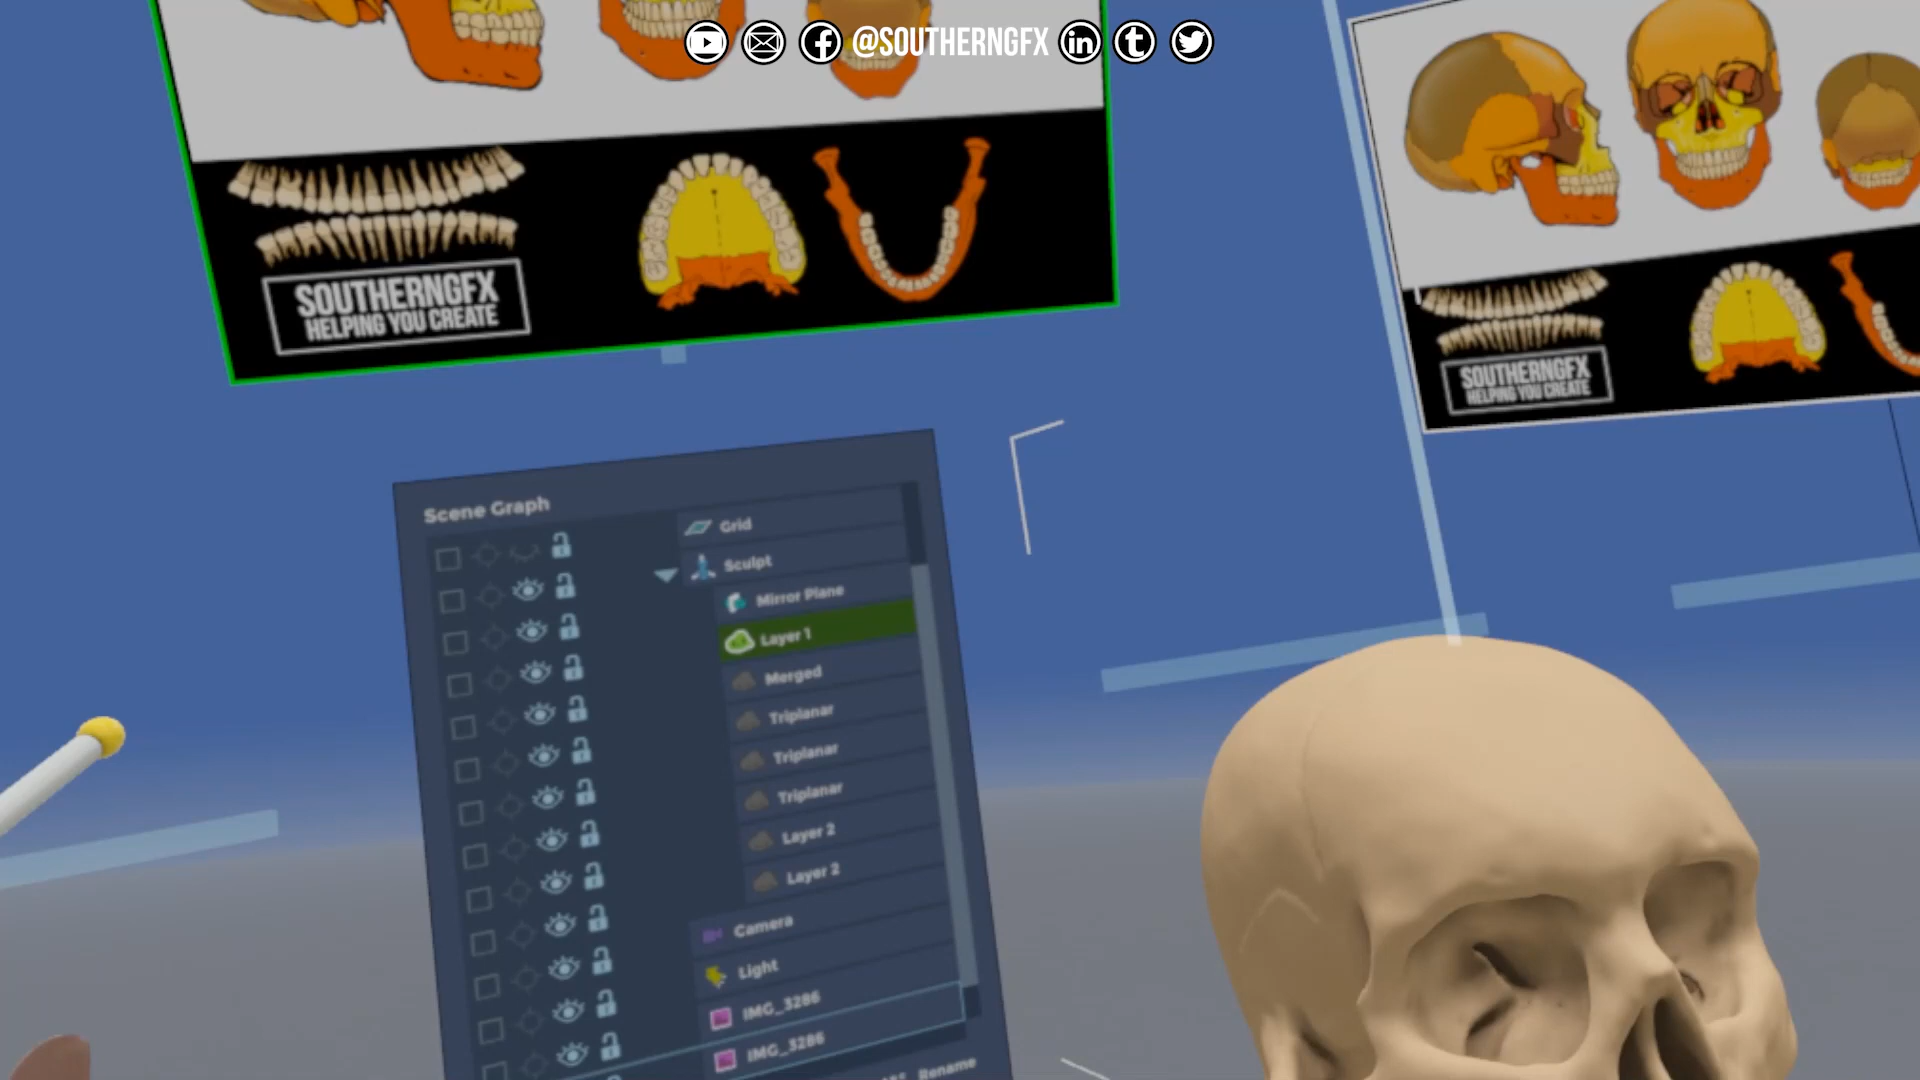 @SOUTHERNGFX
SOUTHERNGFX
HELPING YOU CREATE
SOUTHERNGFX
HELPING YOU CREATE
Scene Graph
Grid
Sculpt
Mirror Plane
Layer 1
Merged
Triplanar
Triplanar
Triplanar
Layer 2
Layer 2
Camera
Light
IMG_3286
IMG_3286
Rename